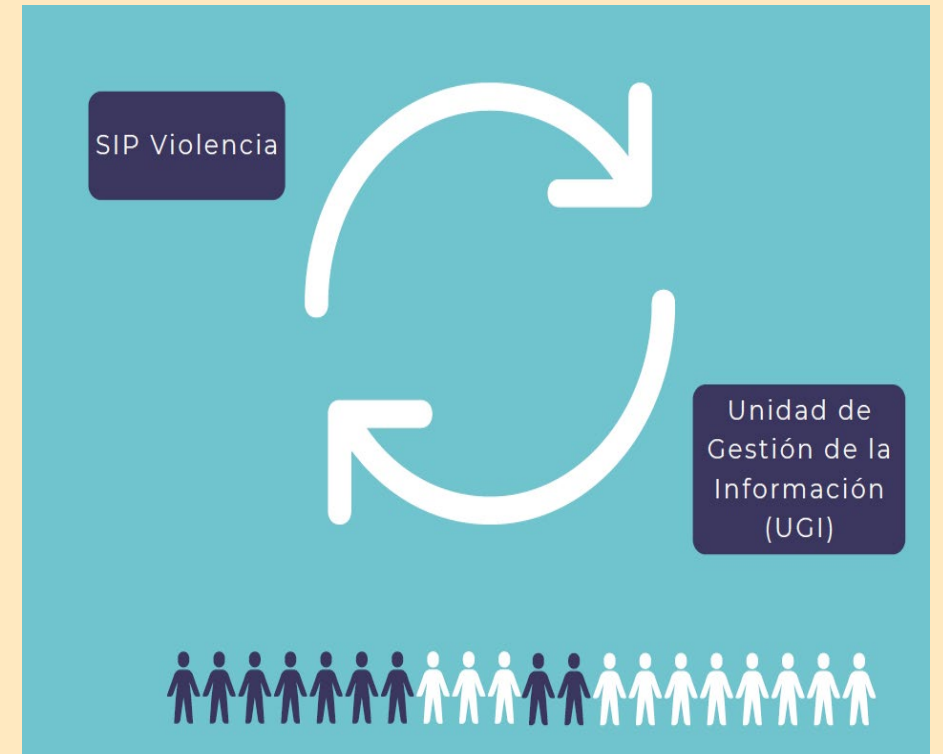 SIP Violencia
Unidad de
Gestión de la
Información
(UGI)